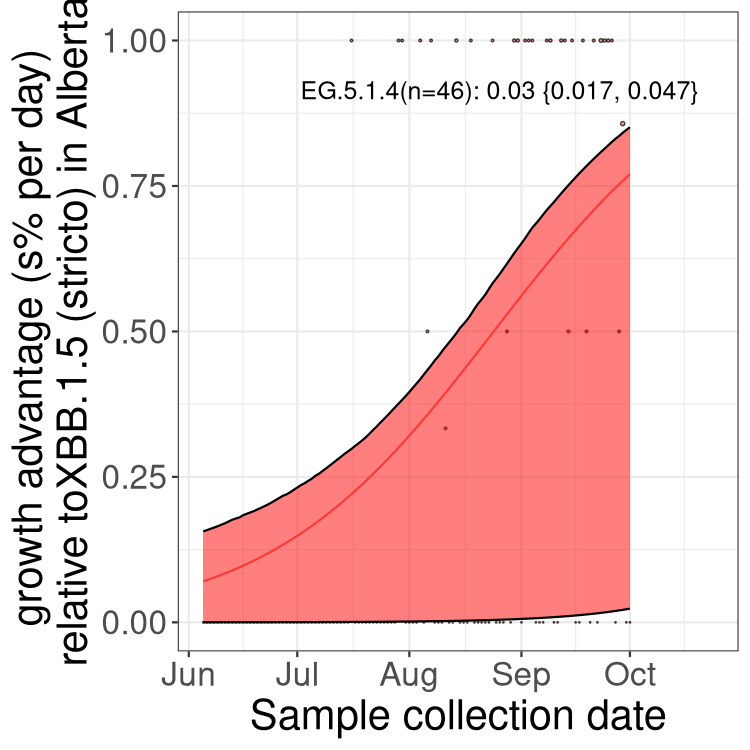 growth advantage (s% per day)
relative toXBB.1.5 (stricto) in Alberta
1.00
0.75
0.50
0.25
0.00
EG.5.1.4(n=46): 0.03 {0.017, 0.047}
Jun Jul Aug Sep Oct
Sample collection date